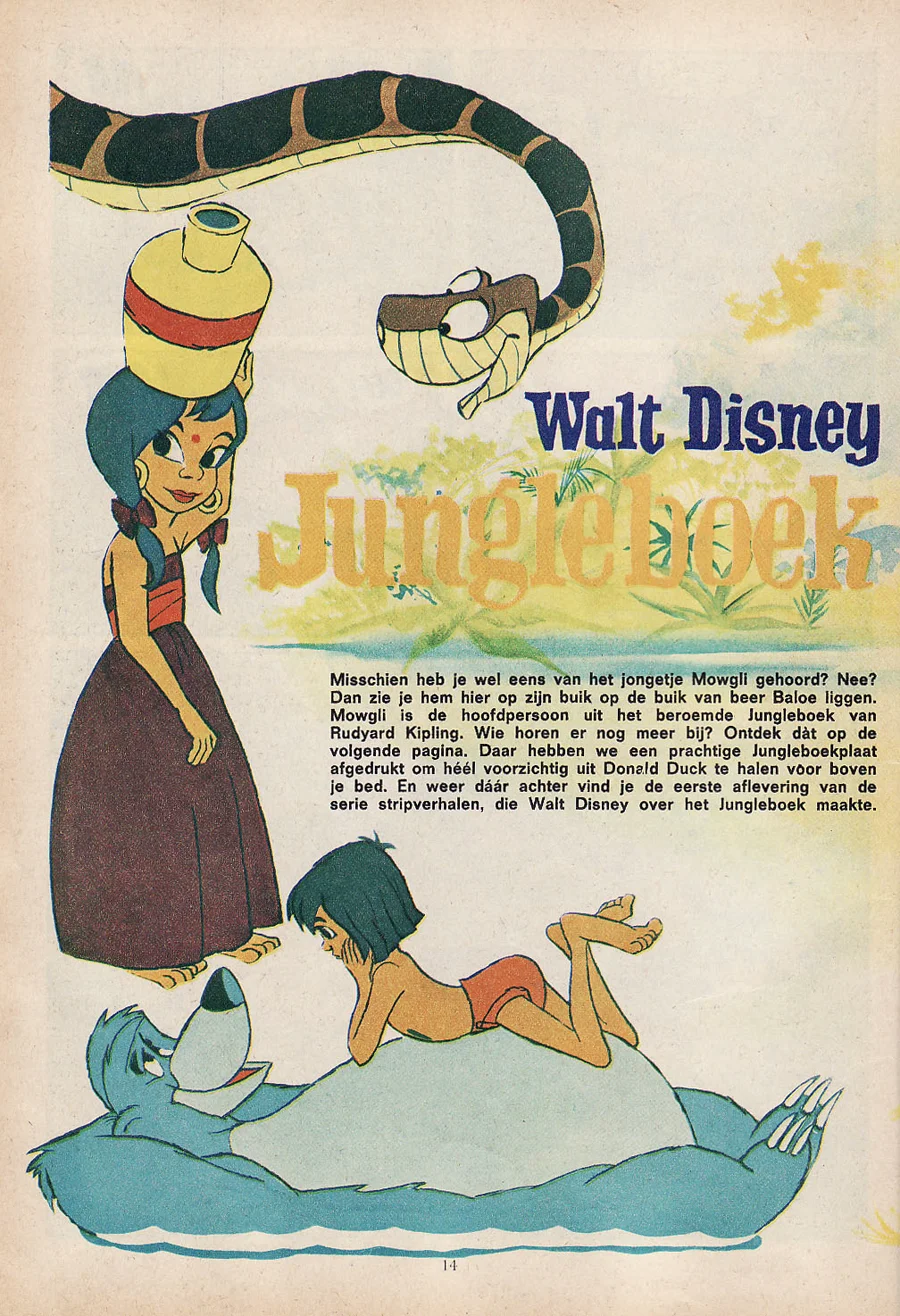 Walt Disney
Jungleboek
Misschien heb je wel eens van het jongetje Mowgli gehoord? Nee?
Dan zie je hem hier op zijn buik op de buik van beer Baloe liggen.
Mowgli is de hoofdpersoon uit het beroemde Jungleboek van
Rudyard Kipling. Wie horen er nog meer bij? Ontdek dàt op de
volgende pagina. Daar hebben we een prachtige Jungleboekplaat
afgedrukt om héél voorzichtig uit Donald Duck te halen vóór boven
je bed. En weer dáár achter vind je de eerste aflevering van de
serie stripverhalen, die Walt Disney over het Jungleboek maakte.
14